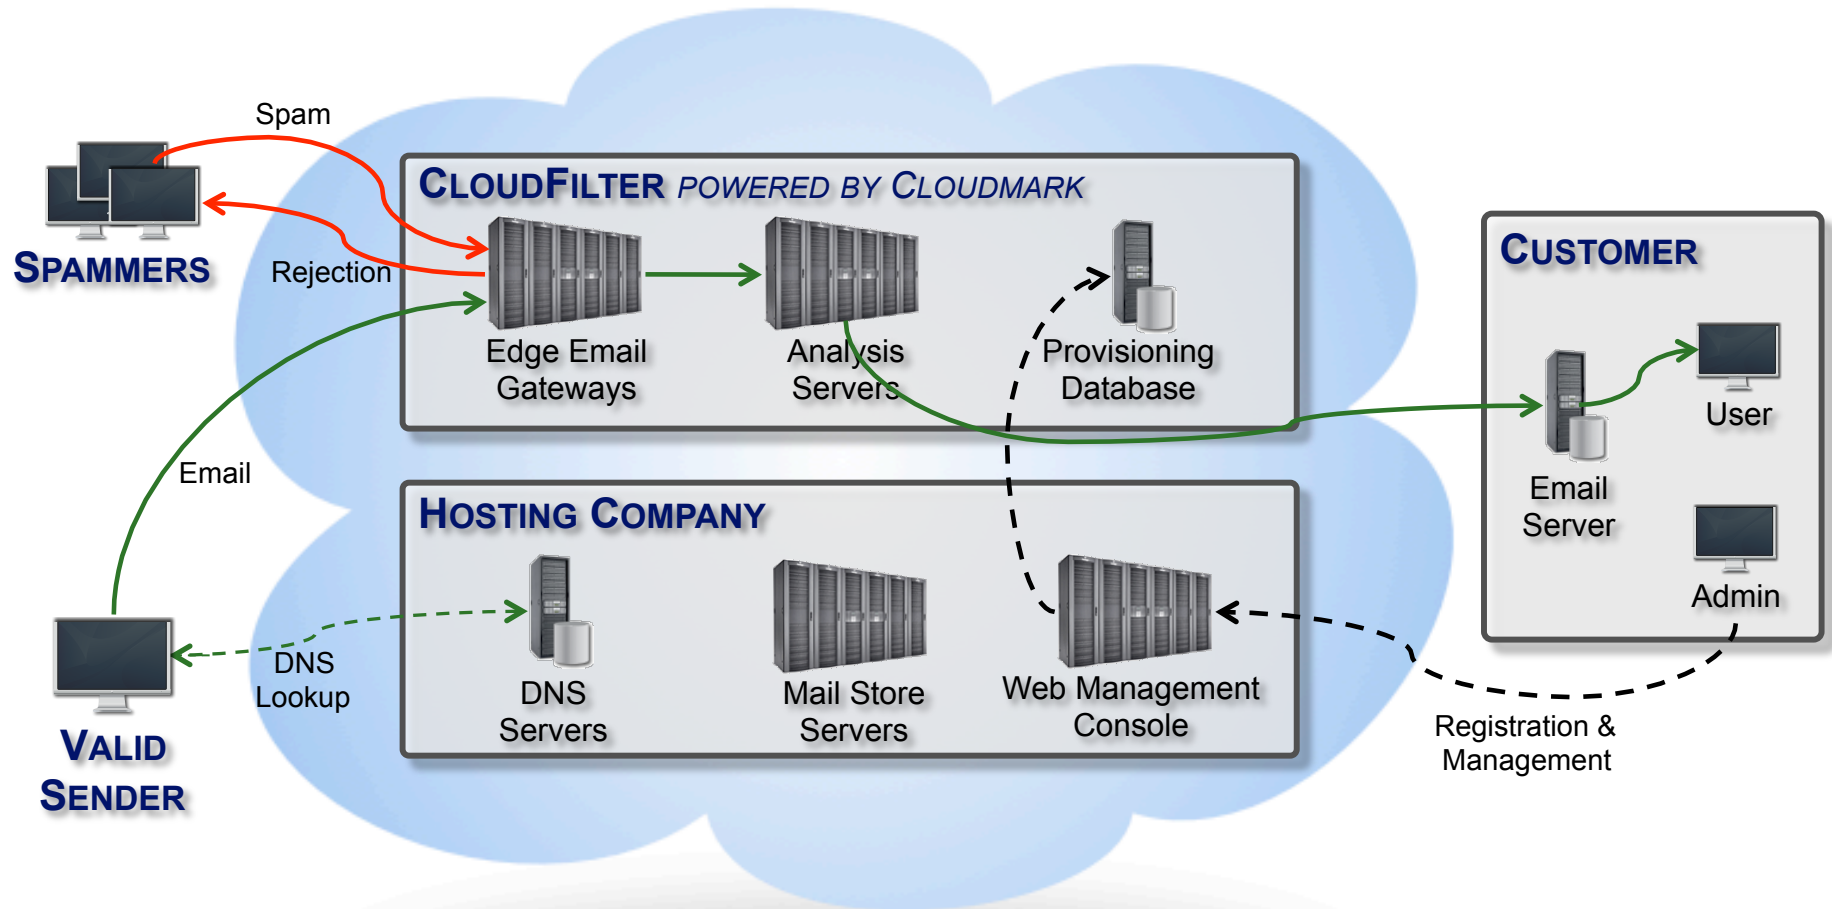 Spam
SPAMMERS
Rejection
CLOUDFILTER POWERED BY CLOUDMARK
Edge Email
Gateways
Analysis
Servers
Provisioning
Database
CUSTOMER
User
Email
Server
Admin
Email
HOSTING COMPANY
DNS
Lookup
DNS
Servers
Mail Store
Servers
Web Management
Console
Registration &
Management
VALID
SENDER